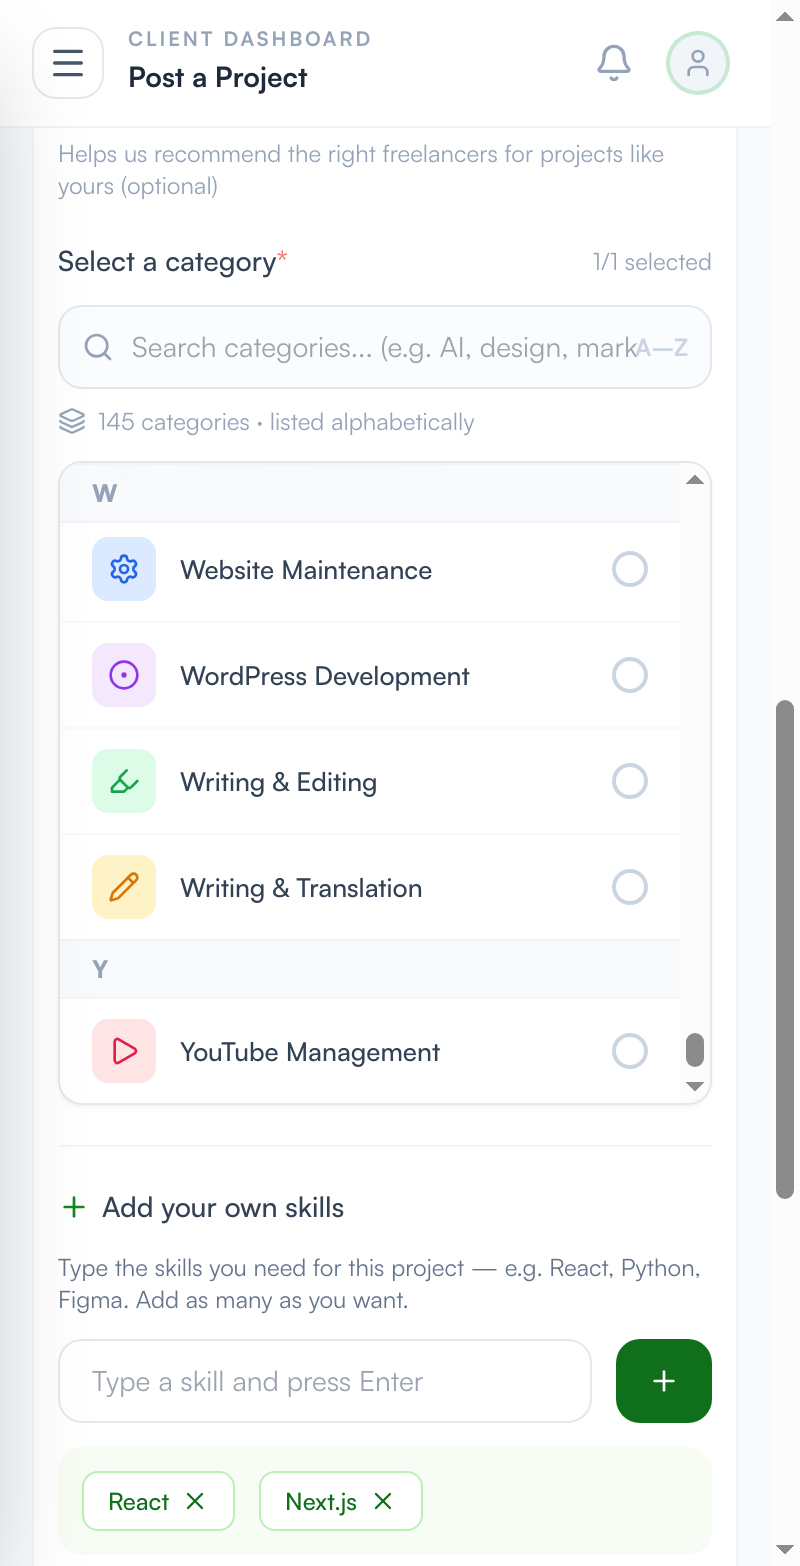 CLIENT DASHBOARD
Post a Project
Helps us recommend the right freelancers for projects like
yours (optional)
Select a category*
1/1 selected
Search categories... (e.g. AI, design, mark
A—Z
145 categories · listed alphabetically
W
Website Maintenance
WordPress Development
Writing & Editing
Writing & Translation
Y
YouTube Management
+ Add your own skills
Type the skills you need for this project — e.g. React, Python,
Figma. Add as many as you want.
Type a skill and press Enter
+
React ×
Next.js ×